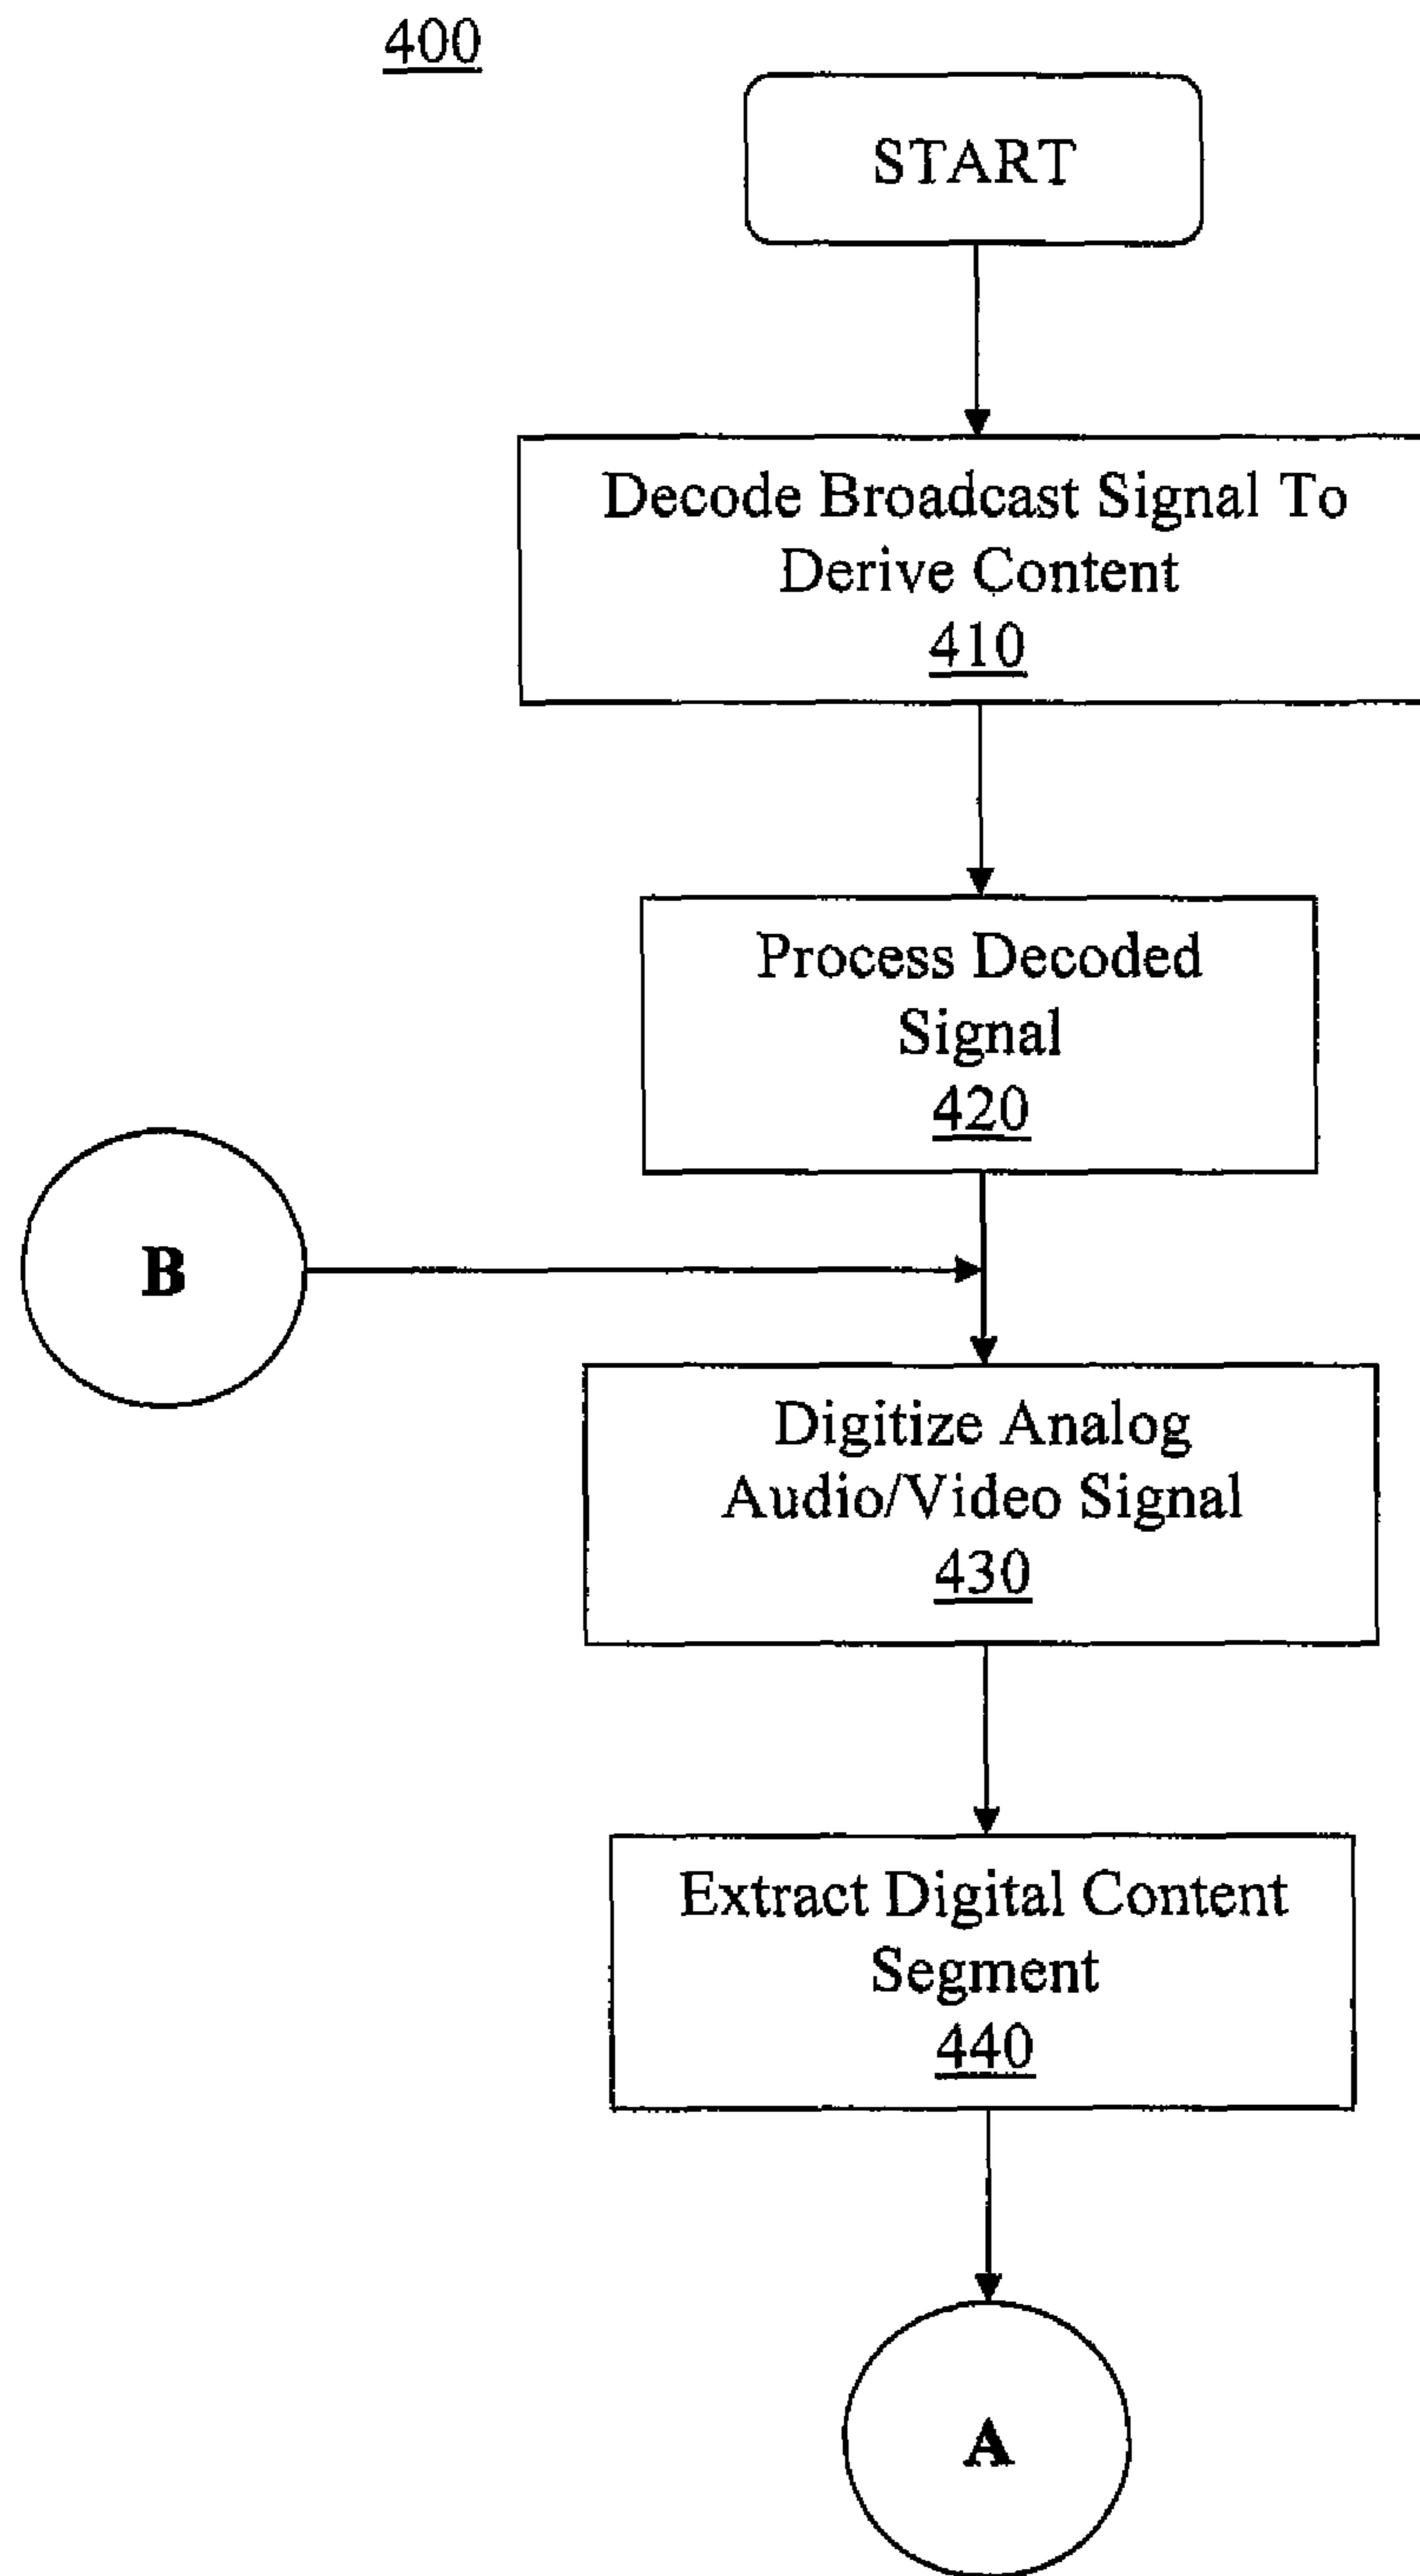 400
START
Decode Broadcast Signal To
Derive Content
410
Process Decoded
Signal
420
B
Digitize Analog
Audio/Video Signal
430
Extract Digital Content
Segment
440
A